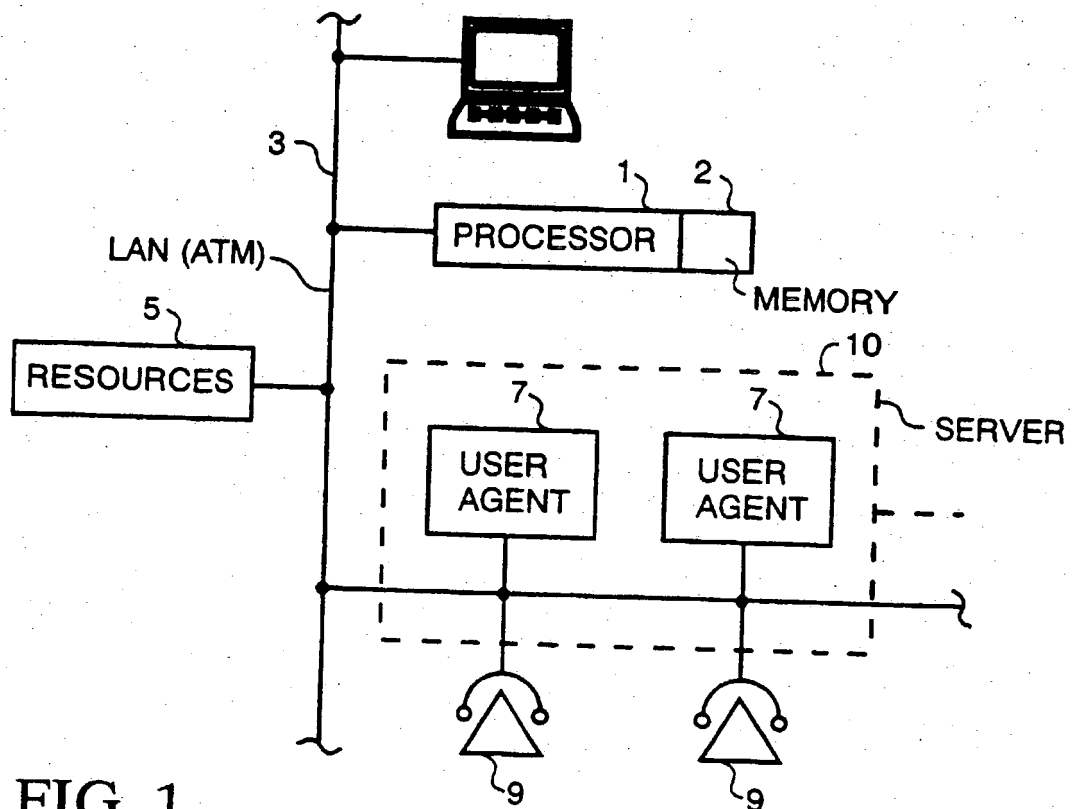 3
1 2
PROCESSOR
LAN (ATM)
MEMORY
5
10
RESOURCES
7 7
SERVER
USER
AGENT
USER
AGENT
9 9
FIG. 1